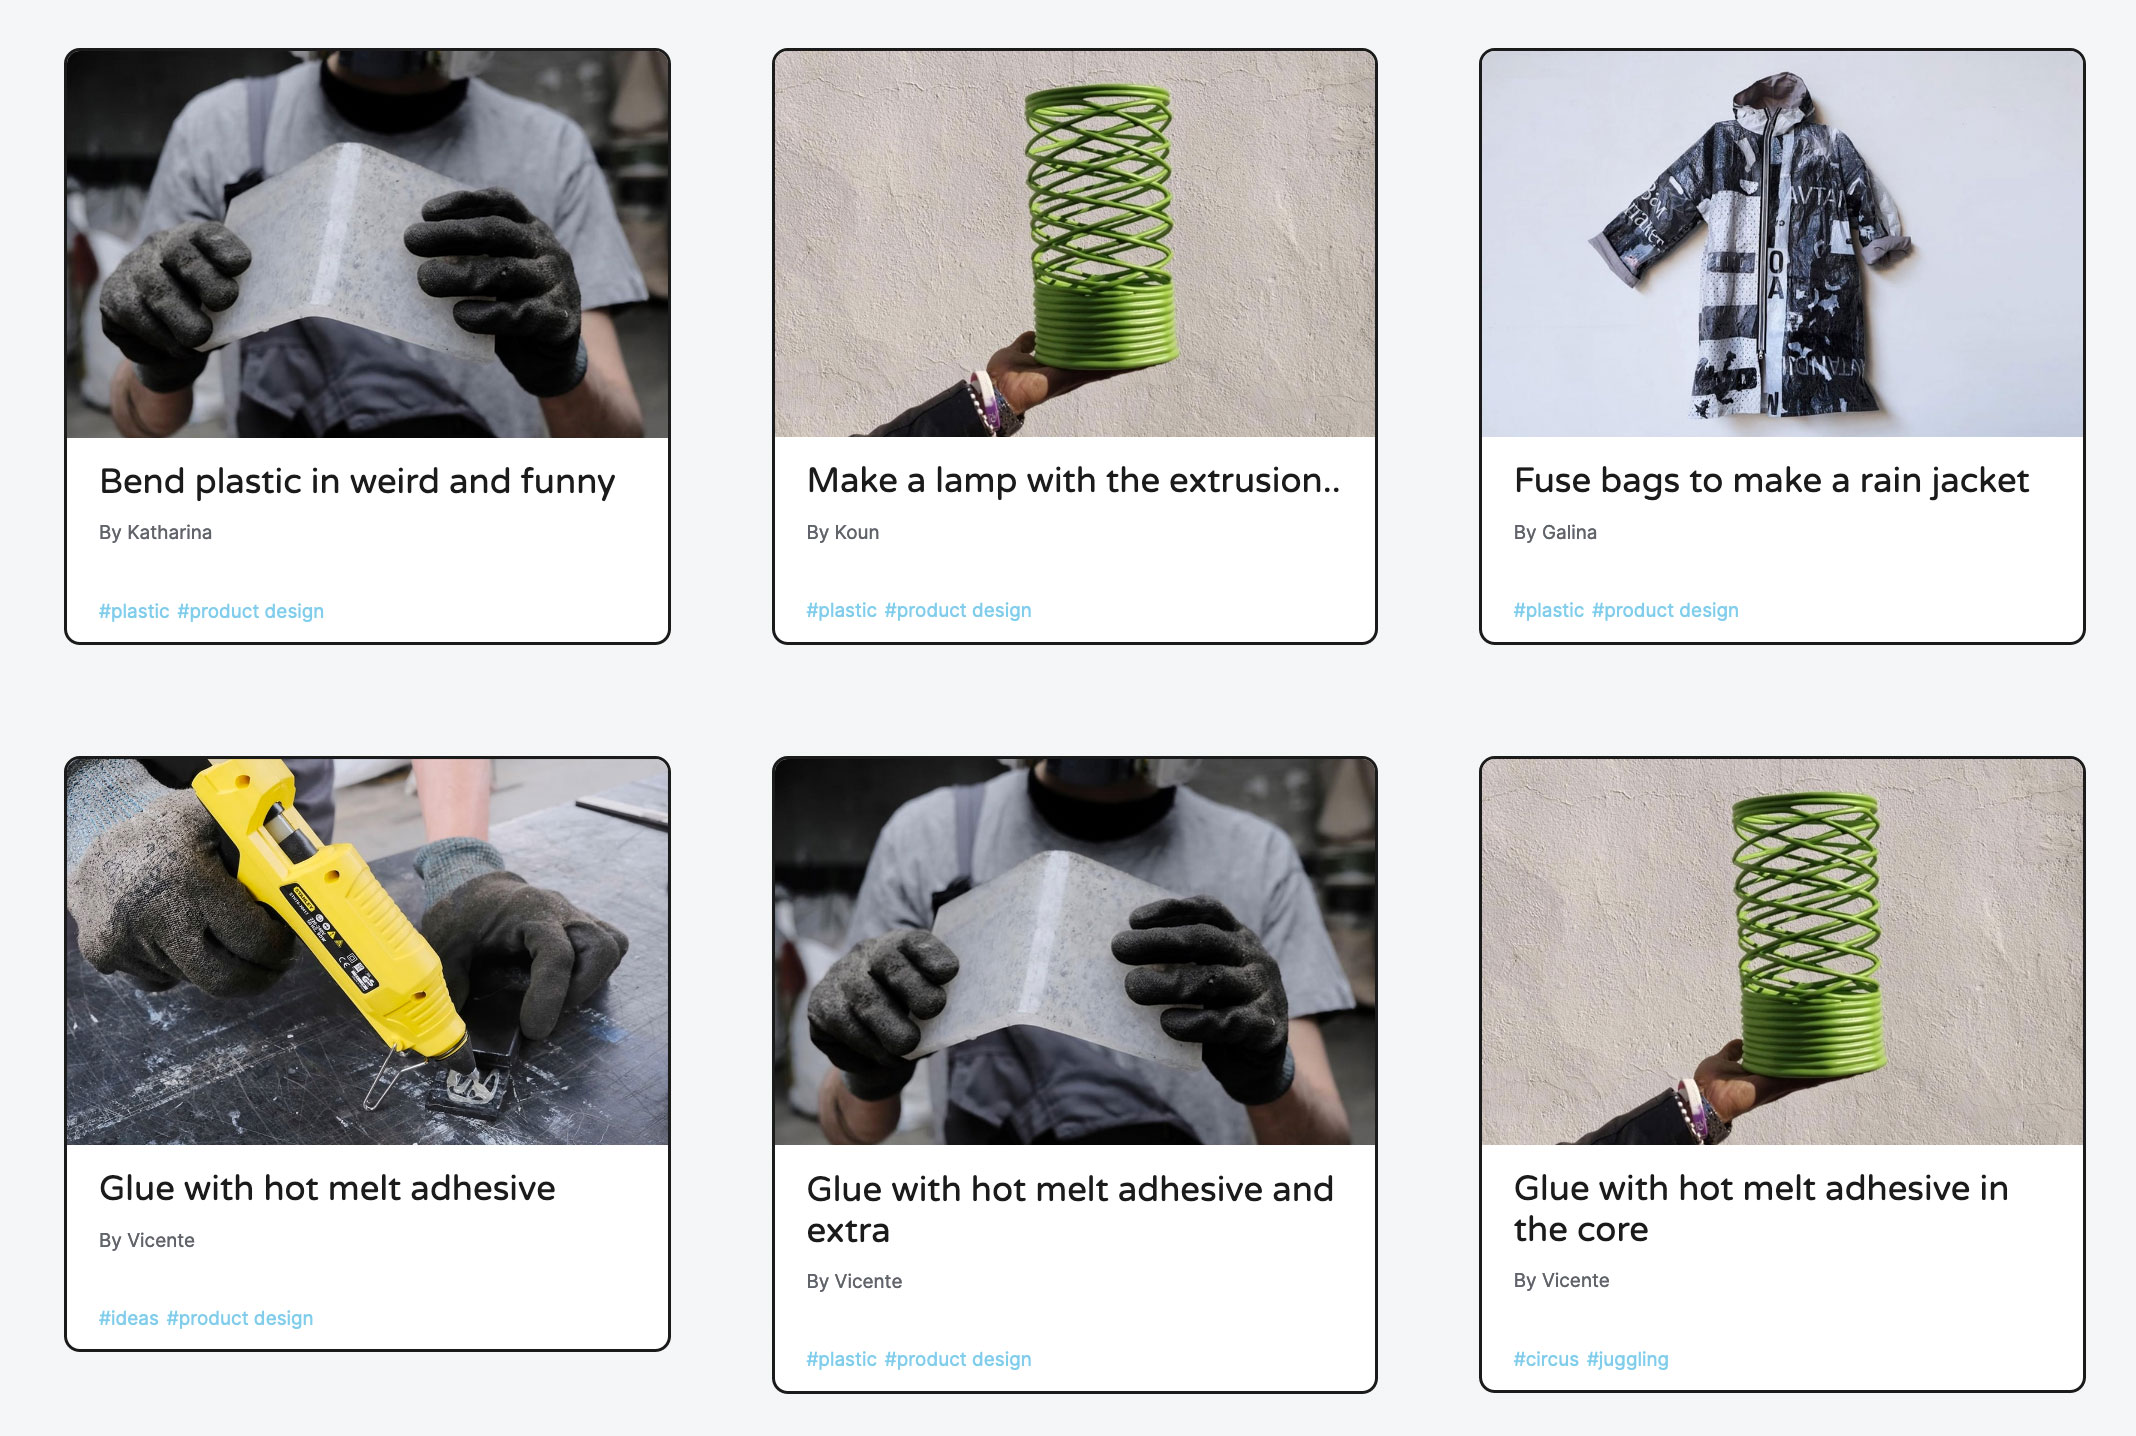 Bend plastic in weird and funny
By Katharina
#plastic #product design
Make a lamp with the extrusion..
By Koun
#plastic #product design
AVTAN
OA
Fuse bags to make a rain jacket
By Galina
#plastic #product design
STANLEY
Glue with hot melt adhesive
By Vicente
#ideas #product design
Glue with hot melt adhesive and
extra
By Vicente
#plastic #product design
Glue with hot melt adhesive in
the core
By Vicente
#circus #juggling